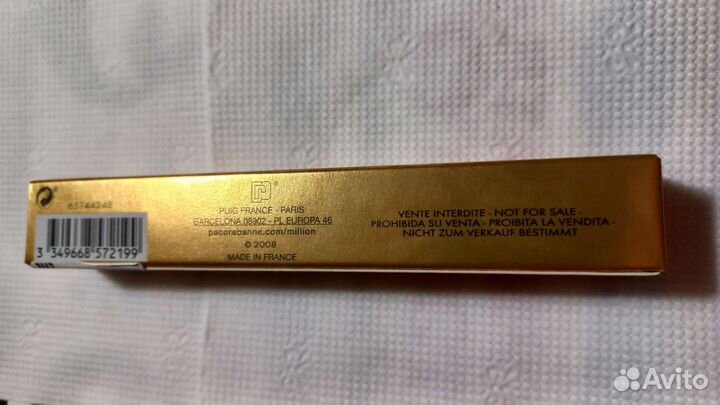 65744248
3 349668 572199
PUIG FRANCE - PARIS
BARCELONA 08902 - PL EUROPA 46
pacorabanne.com/million
© 2008
MADE IN FRANCE
VENTE INTERDITE - NOT FOR SALE -
PROHIBIDA SU VENTA - PROIBITA LA VENDITA -
NICHT ZUM VERKAUF BESTIMMT
Avito